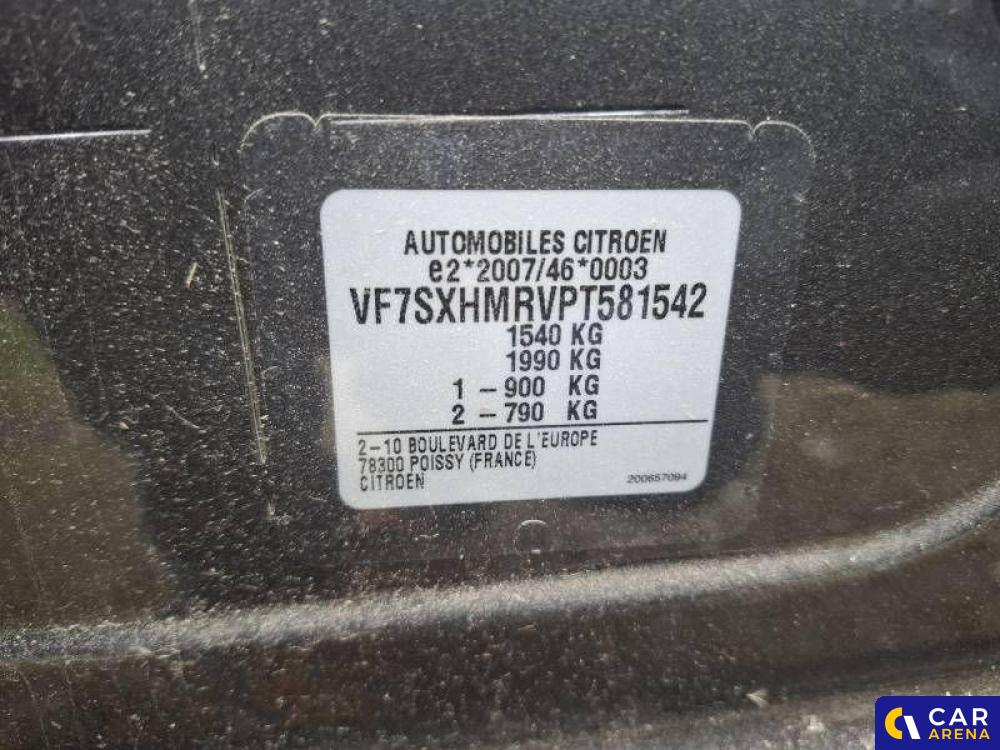 AUTOMOBILES CITROEN
e2*2007/46*0003
VF7SXHMRVPT581542
1540 KG
1990 KG
1 - 900 KG
2 - 790 KG
2-10 BOULEVARD DE L'EUROPE
78300 POISSY (FRANCE)
CITROEN
200657094
CAR
ARENA